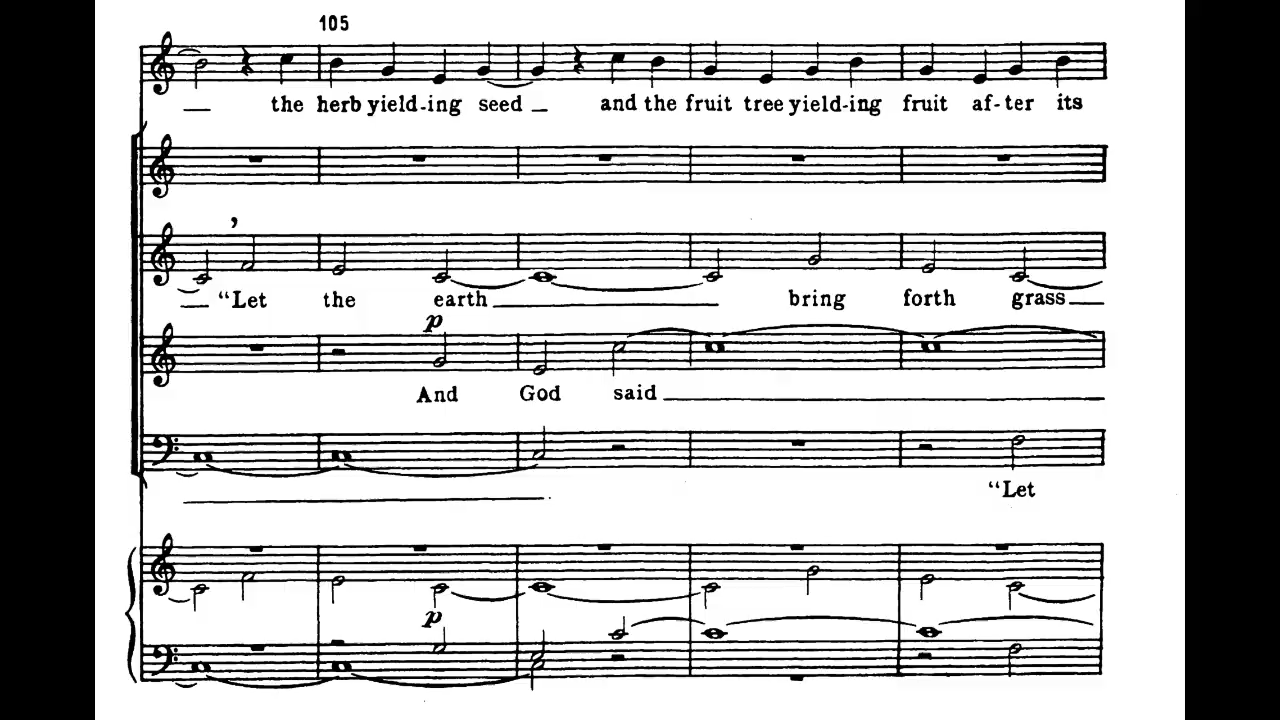 105
— the herb yield-ing seed — and the fruit tree yield-ing fruit af-ter its
— “Let the earth bring forth grass
p
And God said
“Let
p